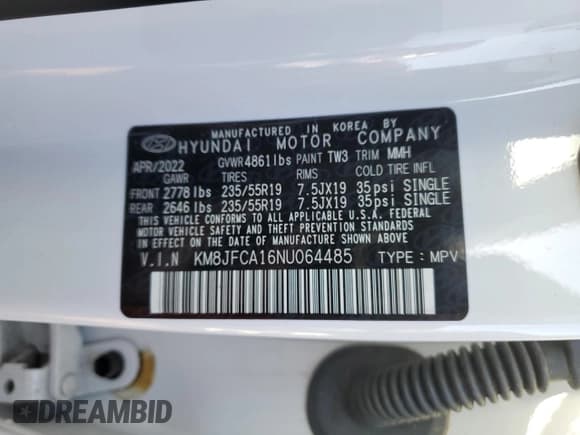 MANUFACTURED IN KOREA BY
HYUNDAI MOTOR COMPANY
APR/2022 GVWR 4861 lbs PAINT TW3 TRIM MMH
GAWR TIRES RIMS COLD TIRE INFL
FRONT 2778 lbs 235/55R19 7.5JX19 35psi SINGLE
REAR 2646 lbs 235/55R19 7.5JX19 35psi SINGLE
THIS VEHICLE CONFORMS TO ALL APPLICABLE U.S.A. FEDERAL
MOTOR VEHICLE SAFETY AND THEFT PREVENTION STANDARDS
IN EFFECT ON THE DATE OF MANUFACTURE SHOWN ABOVE.
V.I.N KM8JFCA16NU064485 TYPE : MPV
DREAMBID